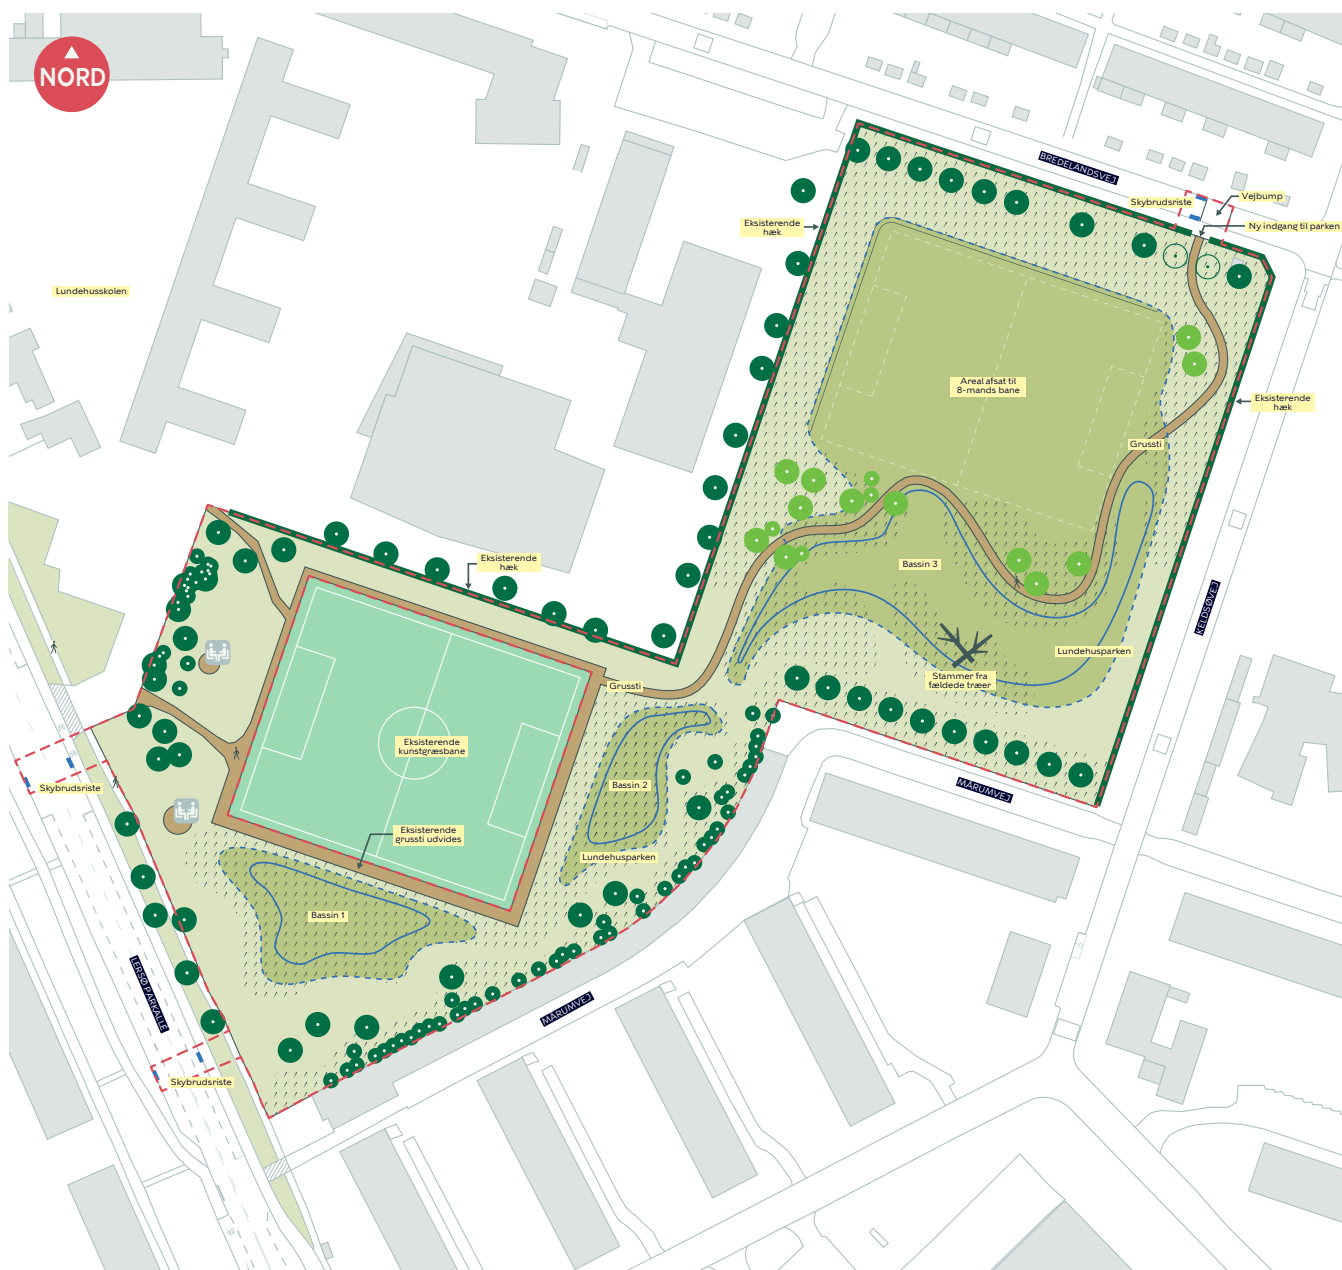 NORD
BREDELANDSVEJ
Skybrudsriste
Vejbump
Ny indgang til parken
Eksisterende
hæk
Lundehusskolen
Areal afsat til
8-mands bane
Eksisterende
hæk
Grussti
Eksisterende
hæk
Bassin 3
KELDSØVEJ
Lundehusparken
Stammer fra
fældede træer
Grussti
Eksisterende
kunstgræsbane
Bassin 2
Skybrudsriste
MÅRUMVEJ
Eksisterende
grussti udvides
Lundehusparken
Bassin 1
LERSØ PARKALLE
MÅRUMVEJ
Skybrudsriste